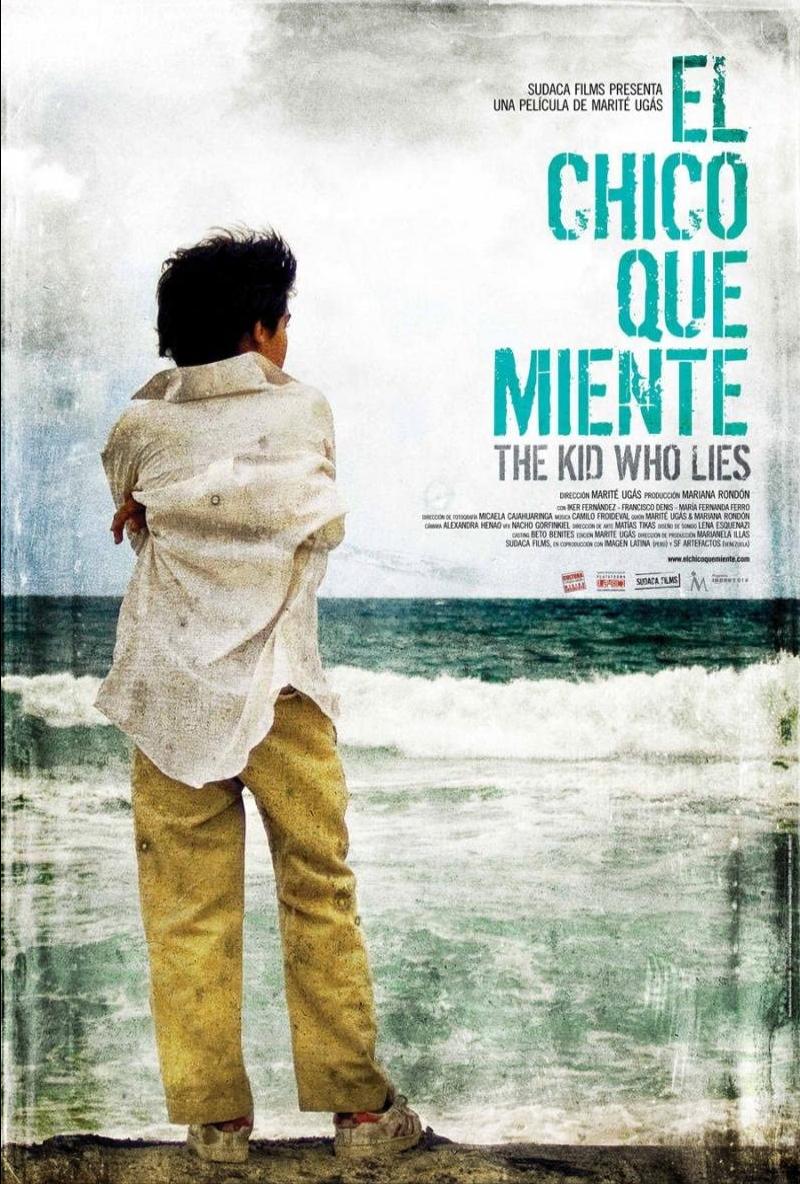 SUDACA FILMS PRESENTA
UNA PELÍCULA DE MARITÉ UGÁS
EL
CHICO
QUE
MIENTE
THE KID WHO LIES
DIRECCIÓN MARITÉ UGÁS PRODUCCIÓN MARIANA RONDÓN
CON IKER FERNÁNDEZ - FRANCISCO DENIS - MARÍA FERNANDA FERRO
DIRECCIÓN DE FOTOGRAFÍA MICAELA CAJAHUARINGA MÚSICA CAMILO FROIDEVAL GUIÓN MARITÉ UGÁS & MARIANA RONDÓN
CÁMARA ALEXANDRA HENAO VFX NACHO GORFINKIEL DIRECCIÓN DE ARTE MATÍAS TIKAS DISEÑO DE SONIDO LENA ESQUENAZI
CASTING BETO BENITES EDICIÓN MARITÉ UGÁS DIRECCIÓN DE PRODUCCIÓN MARIANELA ILLAS
SUDACA FILMS, EN COPRODUCCIÓN CON IMAGEN LATINA (PERÚ) Y SF ARTEFACTOS (VENEZUELA)
www.elchicoquemiente.com
SUDACA FILMS